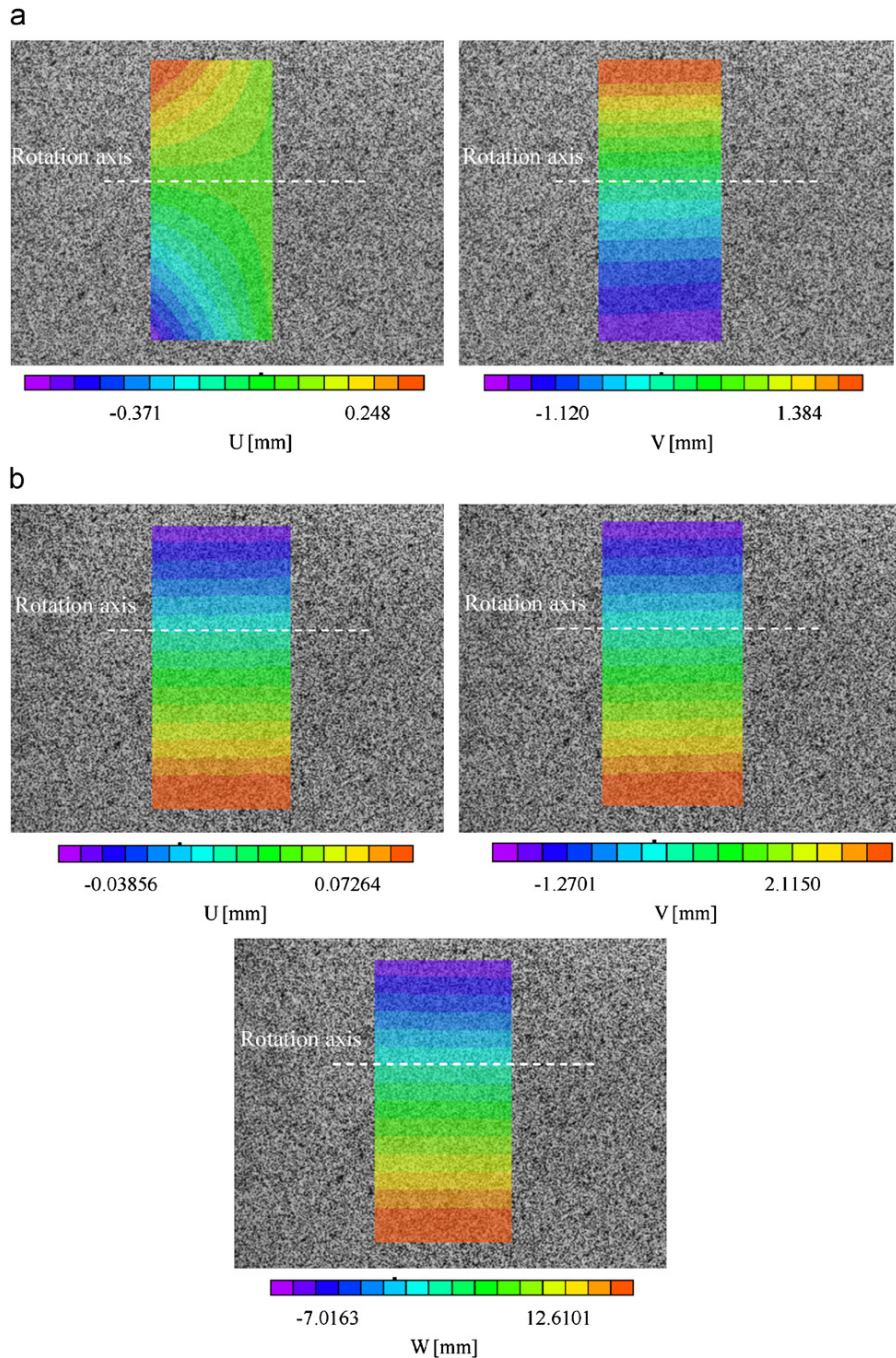 a
Rotation axis
Rotation axis
-0.371 0.248
U [mm]
-1.120 1.384
V [mm]
b
Rotation axis
Rotation axis
-0.03856 0.07264
U [mm]
-1.2701 2.1150
V [mm]
Rotation axis
-7.0163 12.6101
W [mm]